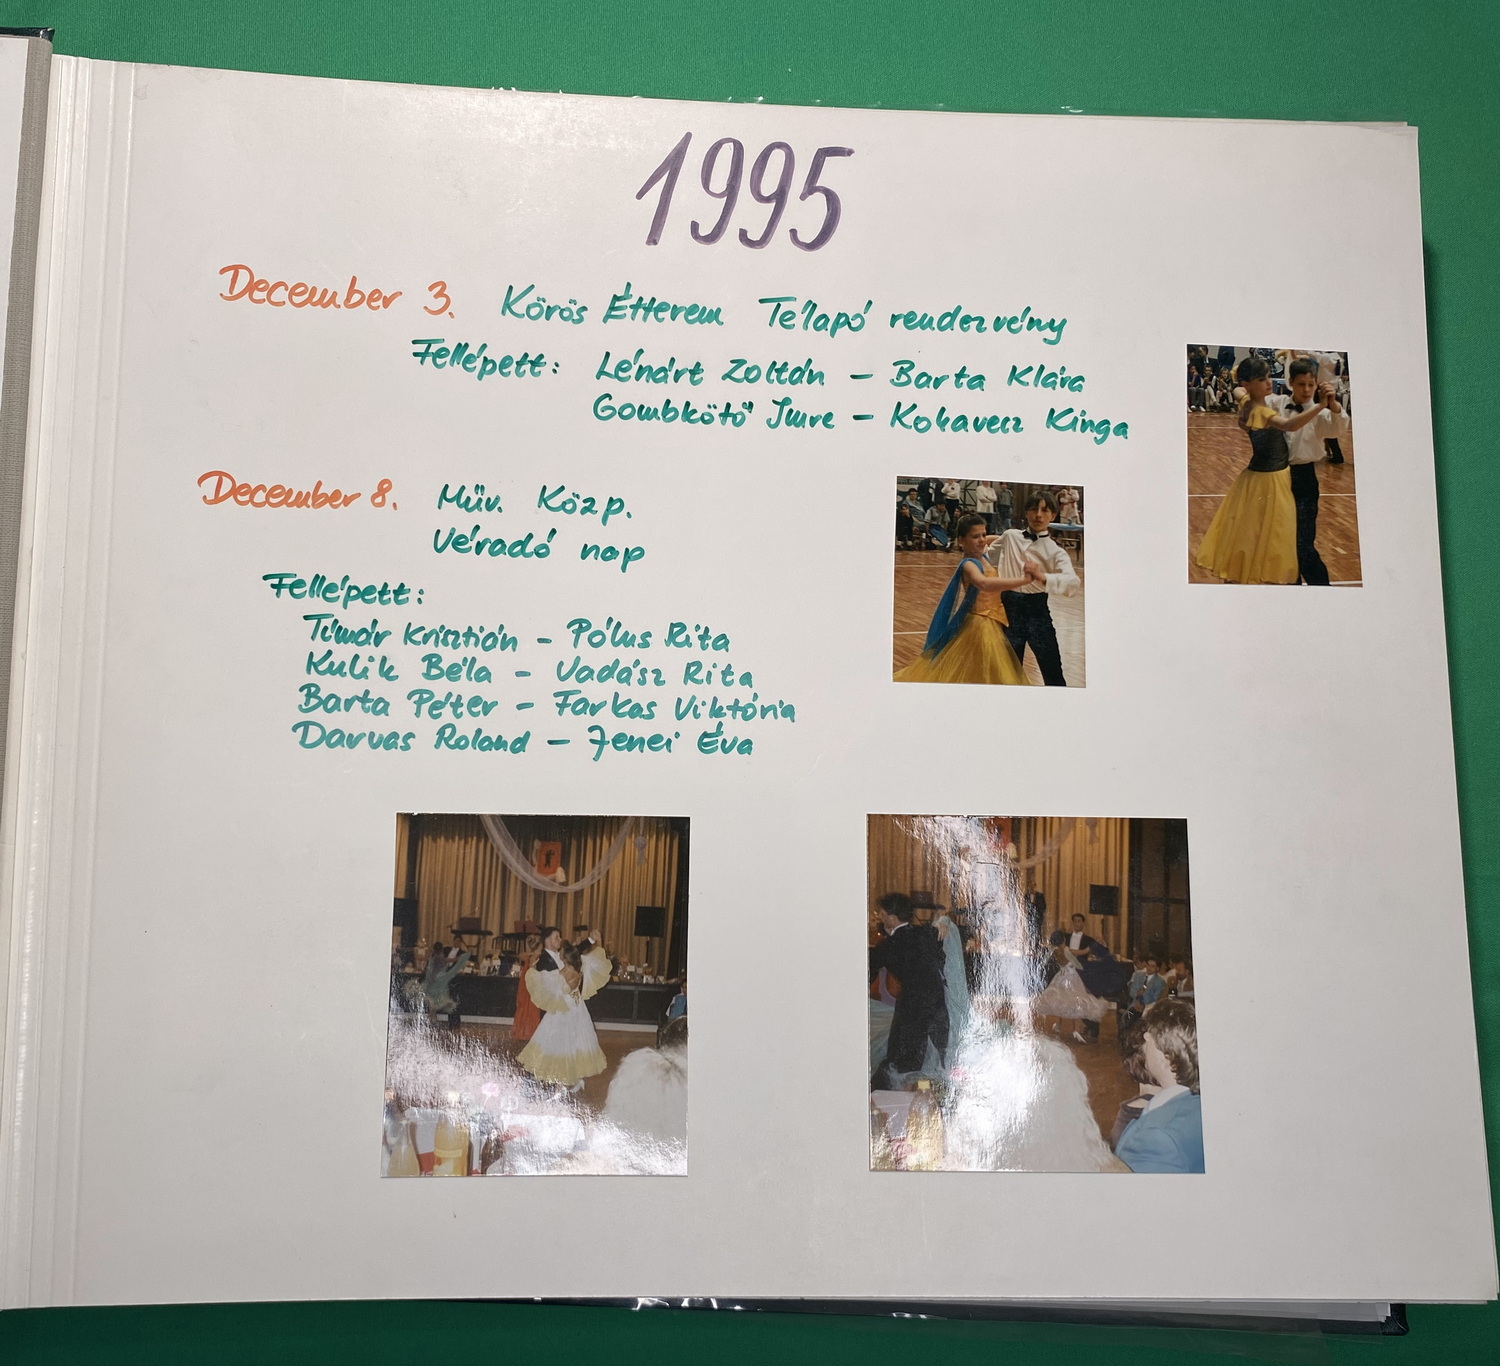 1995
December 3. Körös Étterem Télapó rendezvény
Fellépett: Lénárt Zoltán – Barta Klára
Gombkötő Imre – Kohavecz Kinga
December 8. Műv. Közp.
Véradó nap
Fellépett:
Tímár Krisztián – Pólus Rita
Kulik Béla – Vadász Rita
Barta Péter – Farkas Viktória
Darvas Roland – Jenei Éva